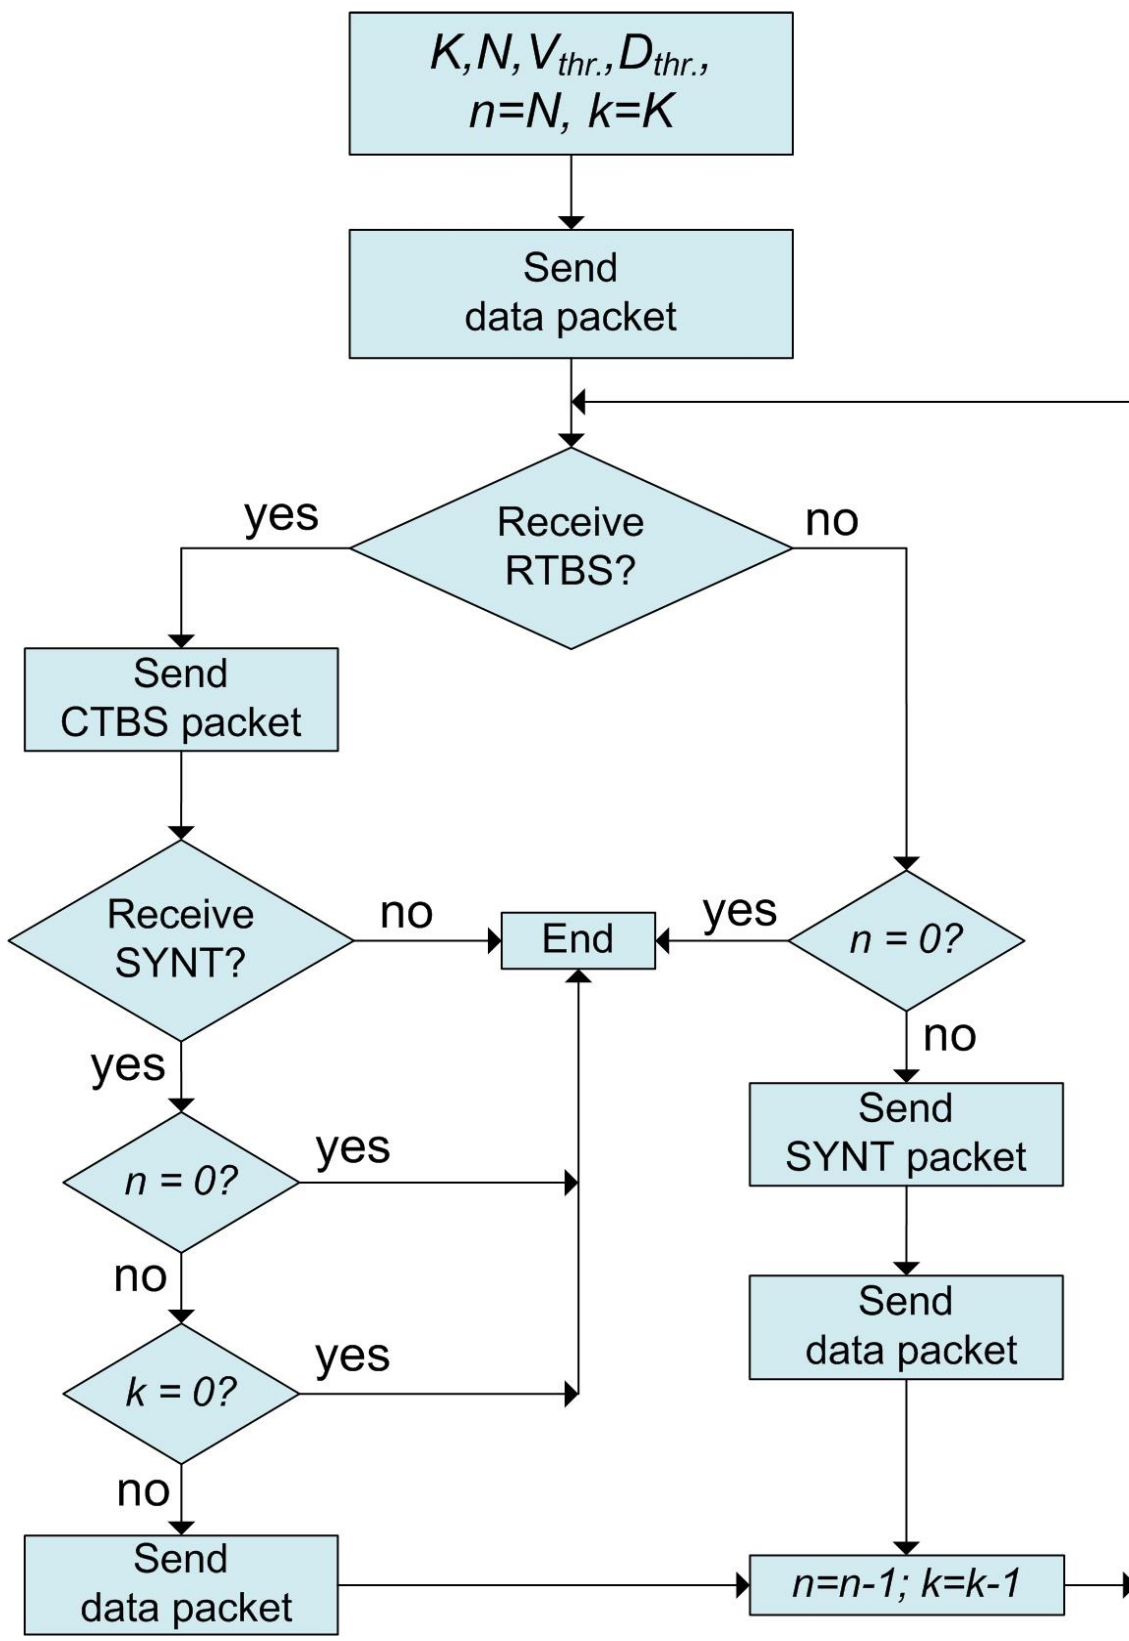 K,N,Vthr.,Dthr.,
n=N, k=K
Send
data packet
yes
Receive
RTBS?
no
Send
CTBS packet
Receive
SYNT?
no
End
yes
n = 0?
yes
no
Send
SYNT packet
n = 0?
yes
no
Send
data packet
k = 0?
yes
no
Send
data packet
n=n-1; k=k-1